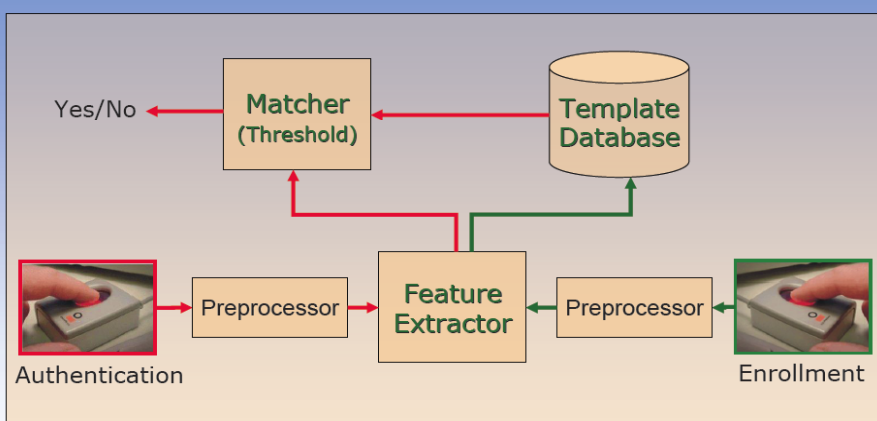 Yes/No
Matcher
(Threshold)
Template
Database
Preprocessor
Feature
Extractor
Preprocessor
Authentication
Enrollment